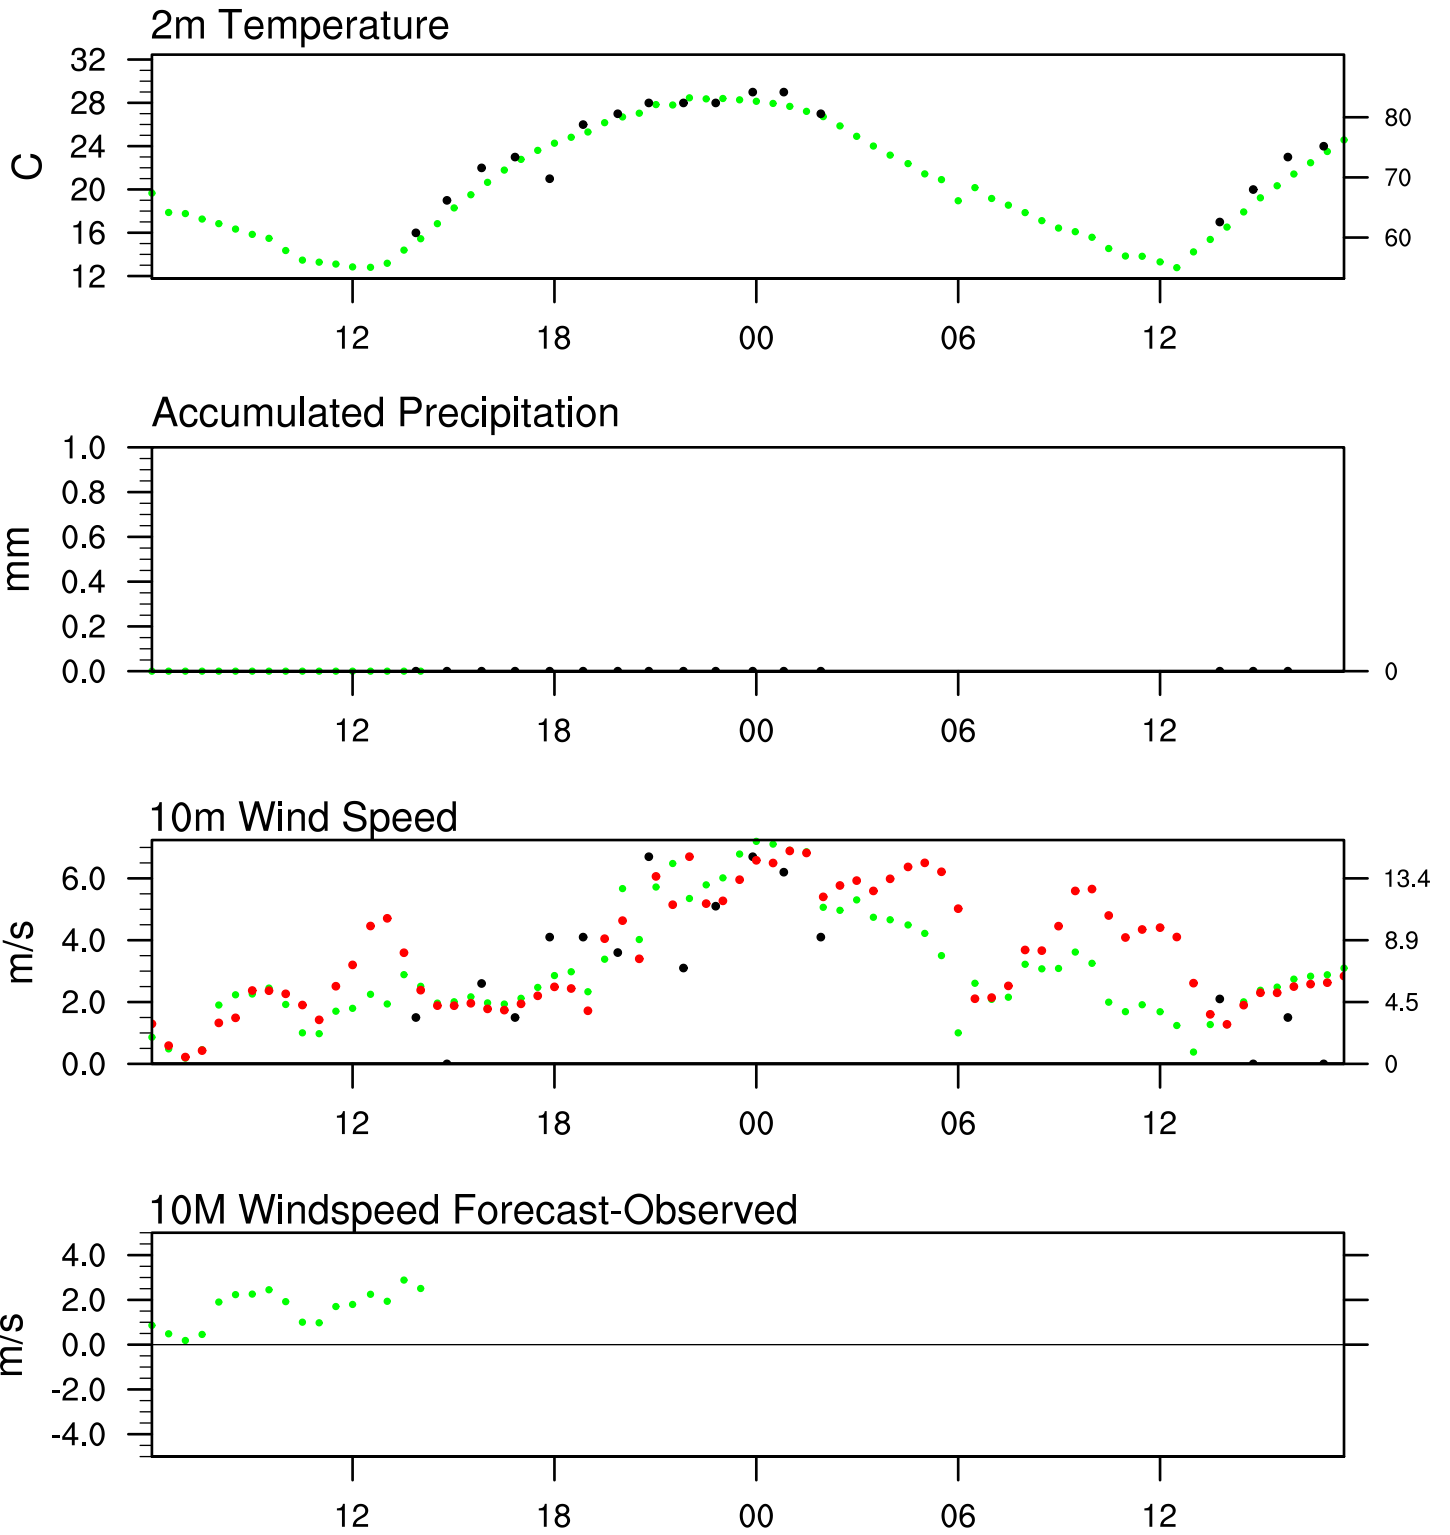 2m Temperature
32
28
24
20
16
12
C
80
70
60
12 18 00 06 12
Accumulated Precipitation
1.0
0.8
0.6
0.4
0.2
0.0
mm
0
12 18 00 06 12
10m Wind Speed
6.0
4.0
2.0
0.0
m/s
13.4
8.9
4.5
0
12 18 00 06 12
10M Windspeed Forecast-Observed
4.0
2.0
0.0
-2.0
-4.0
m/s
12 18 00 06 12